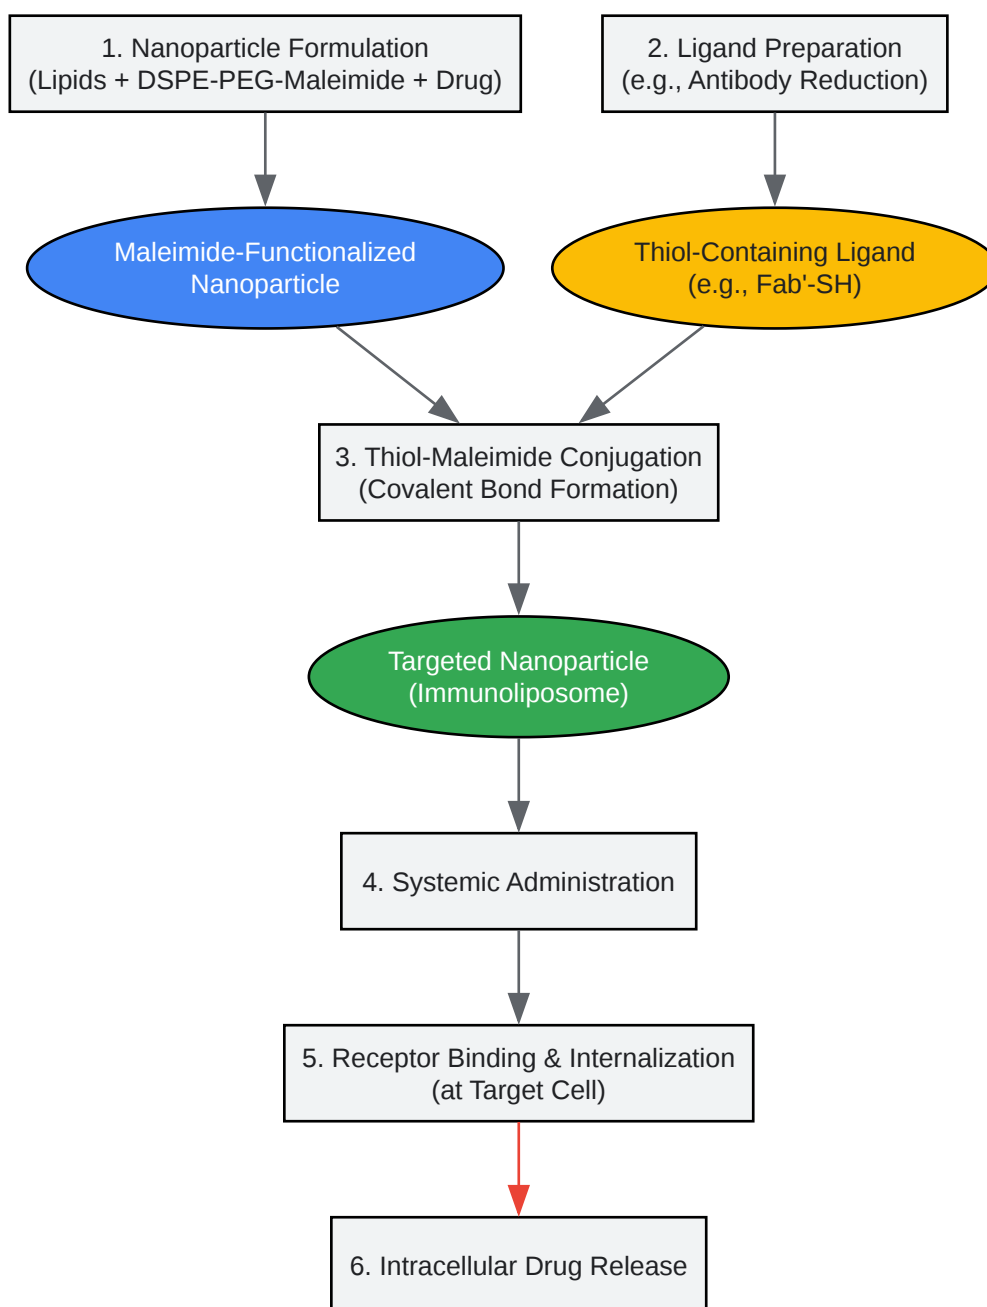 1. Nanoparticle Formulation
(Lipids + DSPE-PEG-Maleimide + Drug)
2. Ligand Preparation
(e.g., Antibody Reduction)
Maleimide-Functionalized
Nanoparticle
Thiol-Containing Ligand
(e.g., Fab'-SH)
3. Thiol-Maleimide Conjugation
(Covalent Bond Formation)
Targeted Nanoparticle
(Immunoliposome)
4. Systemic Administration
5. Receptor Binding & Internalization
(at Target Cell)
6. Intracellular Drug Release